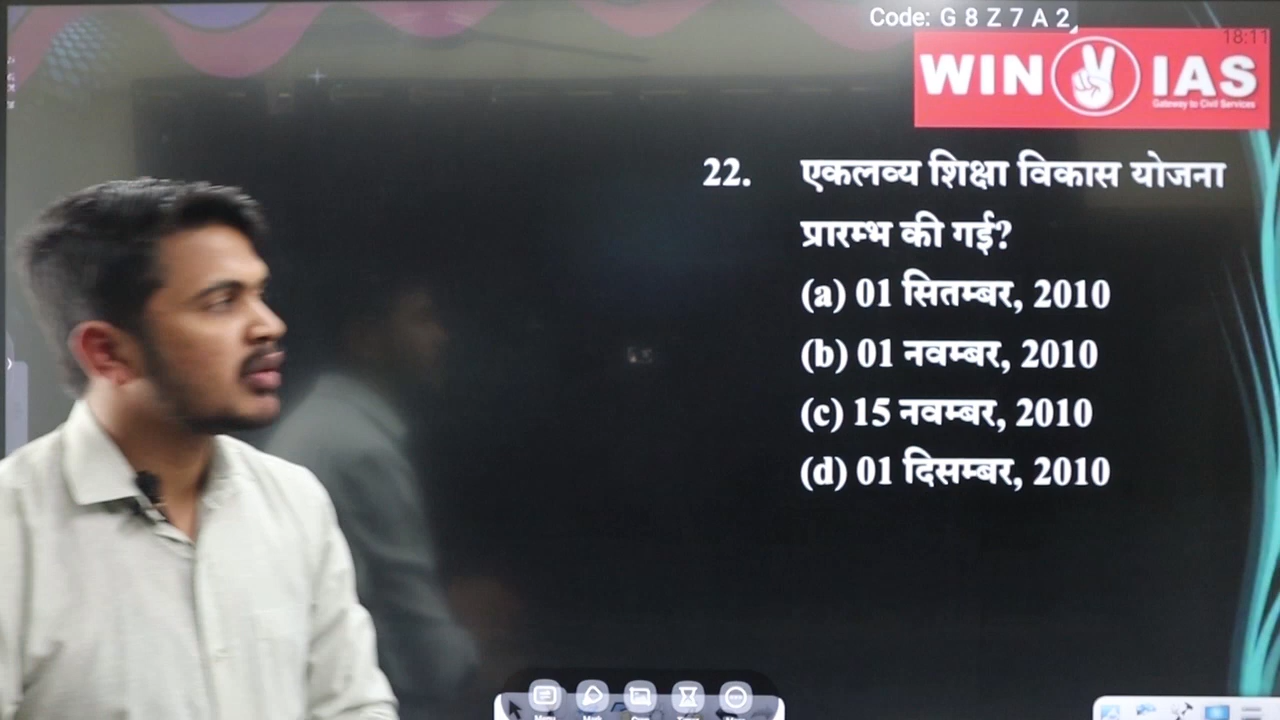 Code: G 8 Z 7 A 2
18:11
WIN IAS
Gateway to Civil Services
22. एकलव्य शिक्षा विकास योजना
प्रारम्भ की गई?
(a) 01 सितम्बर, 2010
(b) 01 नवम्बर, 2010
(c) 15 नवम्बर, 2010
(d) 01 दिसम्बर, 2010